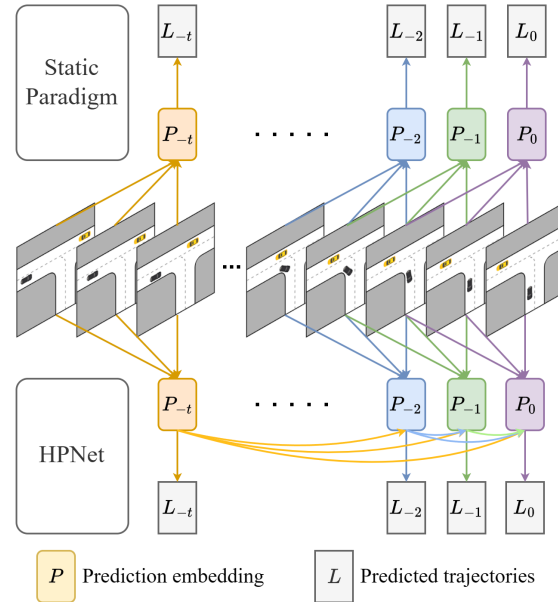 L₋ₜ L₋₂ L₋₁ L₀
Static
Paradigm
P₋ₜ ..... P₋₂ P₋₁ P₀
...
P₋ₜ ..... P₋₂ P₋₁ P₀
HPNet
L₋ₜ L₋₂ L₋₁ L₀
P Prediction embedding L Predicted trajectories